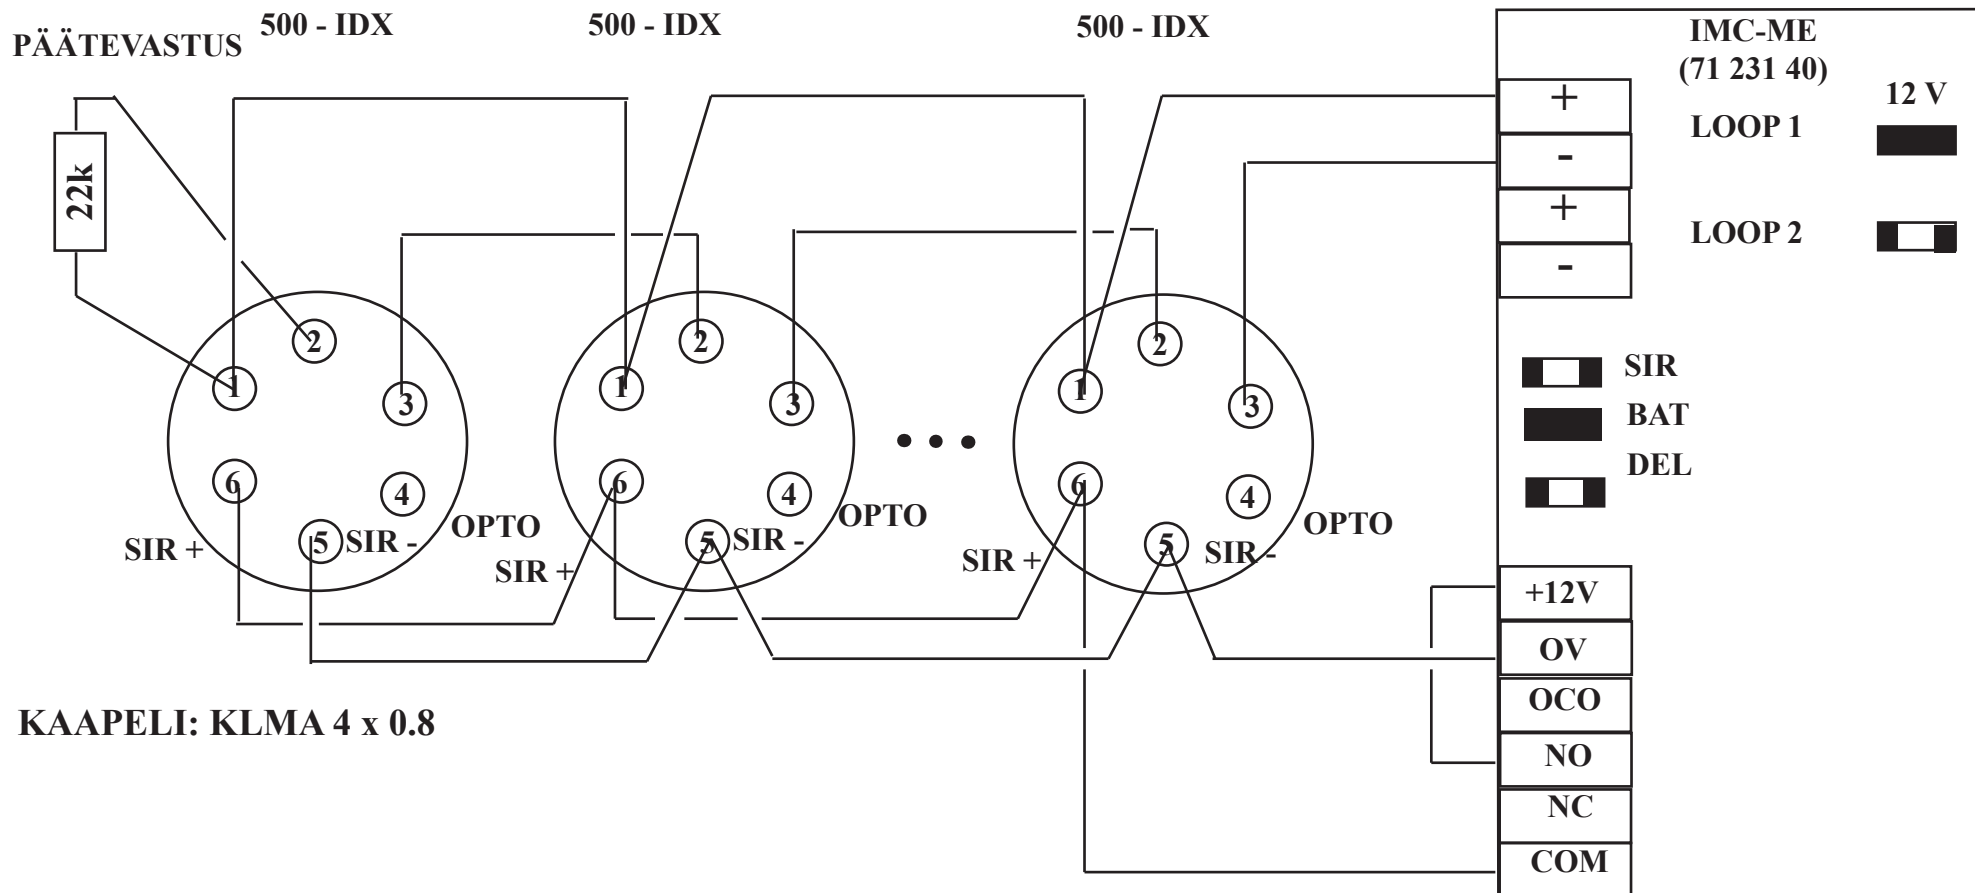 PÄÄTEVASTUS
500 - IDX
500 - IDX
500 - IDX
IMC-ME
(71 231 40)
12 V
+
LOOP 1
-
+
LOOP 2
-
22k
2
1
3
6
4
5
SIR +
SIR -
OPTO
2
1
3
6
4
5
SIR +
SIR -
OPTO
2
1
3
6
4
5
SIR +
SIR -
OPTO
SIR
BAT
DEL
+12V
OV
OCO
NO
NC
COM
KAAPELI: KLMA 4 x 0.8